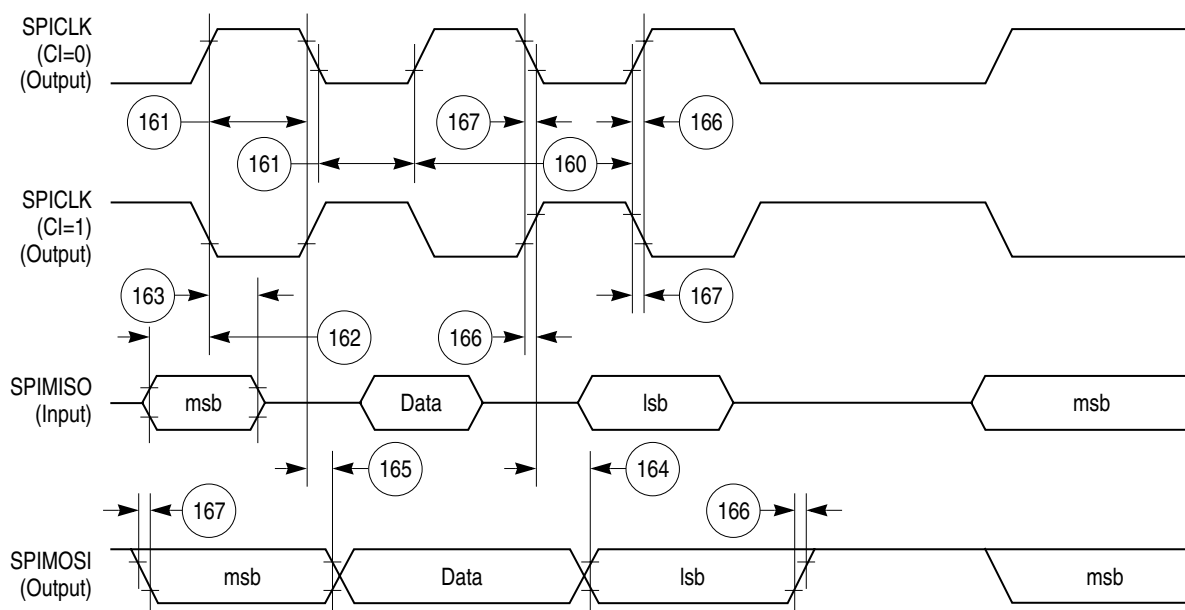 SPICLK
(CI=0)
(Output)
161
167
166
161
160
SPICLK
(CI=1)
(Output)
163
167
162
166
SPIMISO
(Input)
msb
Data
lsb
msb
165
164
167
166
SPIMOSI
(Output)
msb
Data
lsb
msb